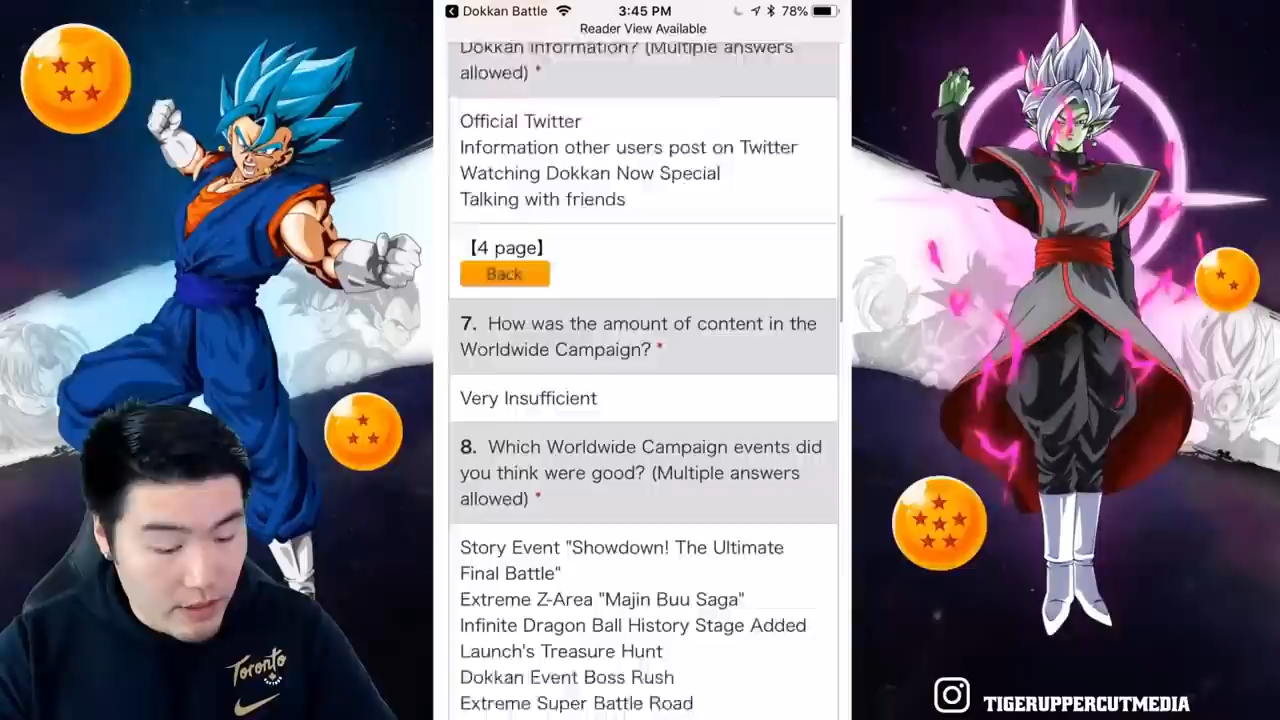 Dokkan Battle
3:45 PM
78%
Reader View Available
Dokkan Information? (Multiple answers
allowed) *
Official Twitter
Information other users post on Twitter
Watching Dokkan Now Special
Talking with friends
【4 page】
Back
7. How was the amount of content in the
Worldwide Campaign? *
Very Insufficient
8. Which Worldwide Campaign events did
you think were good? (Multiple answers
allowed) *
Story Event "Showdown! The Ultimate
Final Battle"
Extreme Z-Area "Majin Buu Saga"
Infinite Dragon Ball History Stage Added
Launch's Treasure Hunt
Dokkan Event Boss Rush
Extreme Super Battle Road
Toronto
TIGERUPPERCUTMEDIA